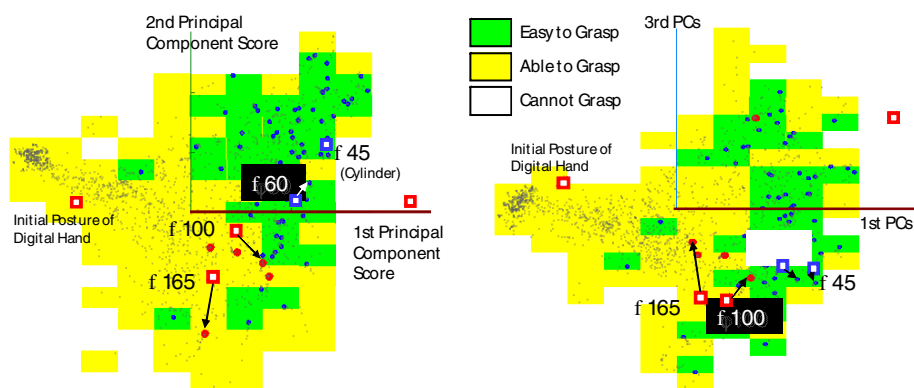 2nd Principal
Component Score
f 45
(Cylinder)
f 60
Initial Posture of
Digital Hand
f 100
1st Principal
Component
Score
f 165
Easy to Grasp
Able to Grasp
Cannot Grasp
3rd PCs
Initial Posture of
Digital Hand
1st PCs
f 45
f 165
f 100